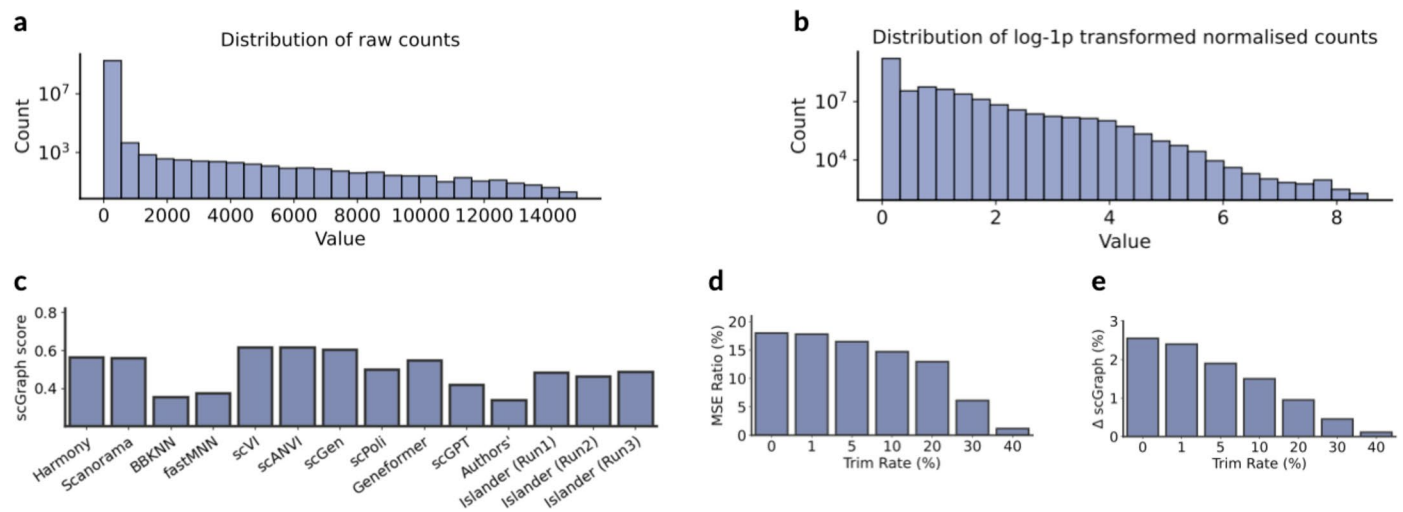 a
Distribution of raw counts
Count
10^7
10^3
0 2000 4000 6000 8000 10000 12000 14000
Value
b
Distribution of log-1p transformed normalised counts
Count
10^7
10^4
0 2 4 6 8
Value
c
scGraph score
0.8
0.6
0.4
Harmony
Scanorama
BBKNN
fastMNN
scVI
scANVI
scGen
scPoli
Geneformer
scGPT
Authors'
Islander (Run1)
Islander (Run2)
Islander (Run3)
d
MSE Ratio (%)
20
15
10
5
0
0 1 5 10 20 30 40
Trim Rate (%)
e
Δ scGraph (%)
3
2
1
0
0 1 5 10 20 30 40
Trim Rate (%)